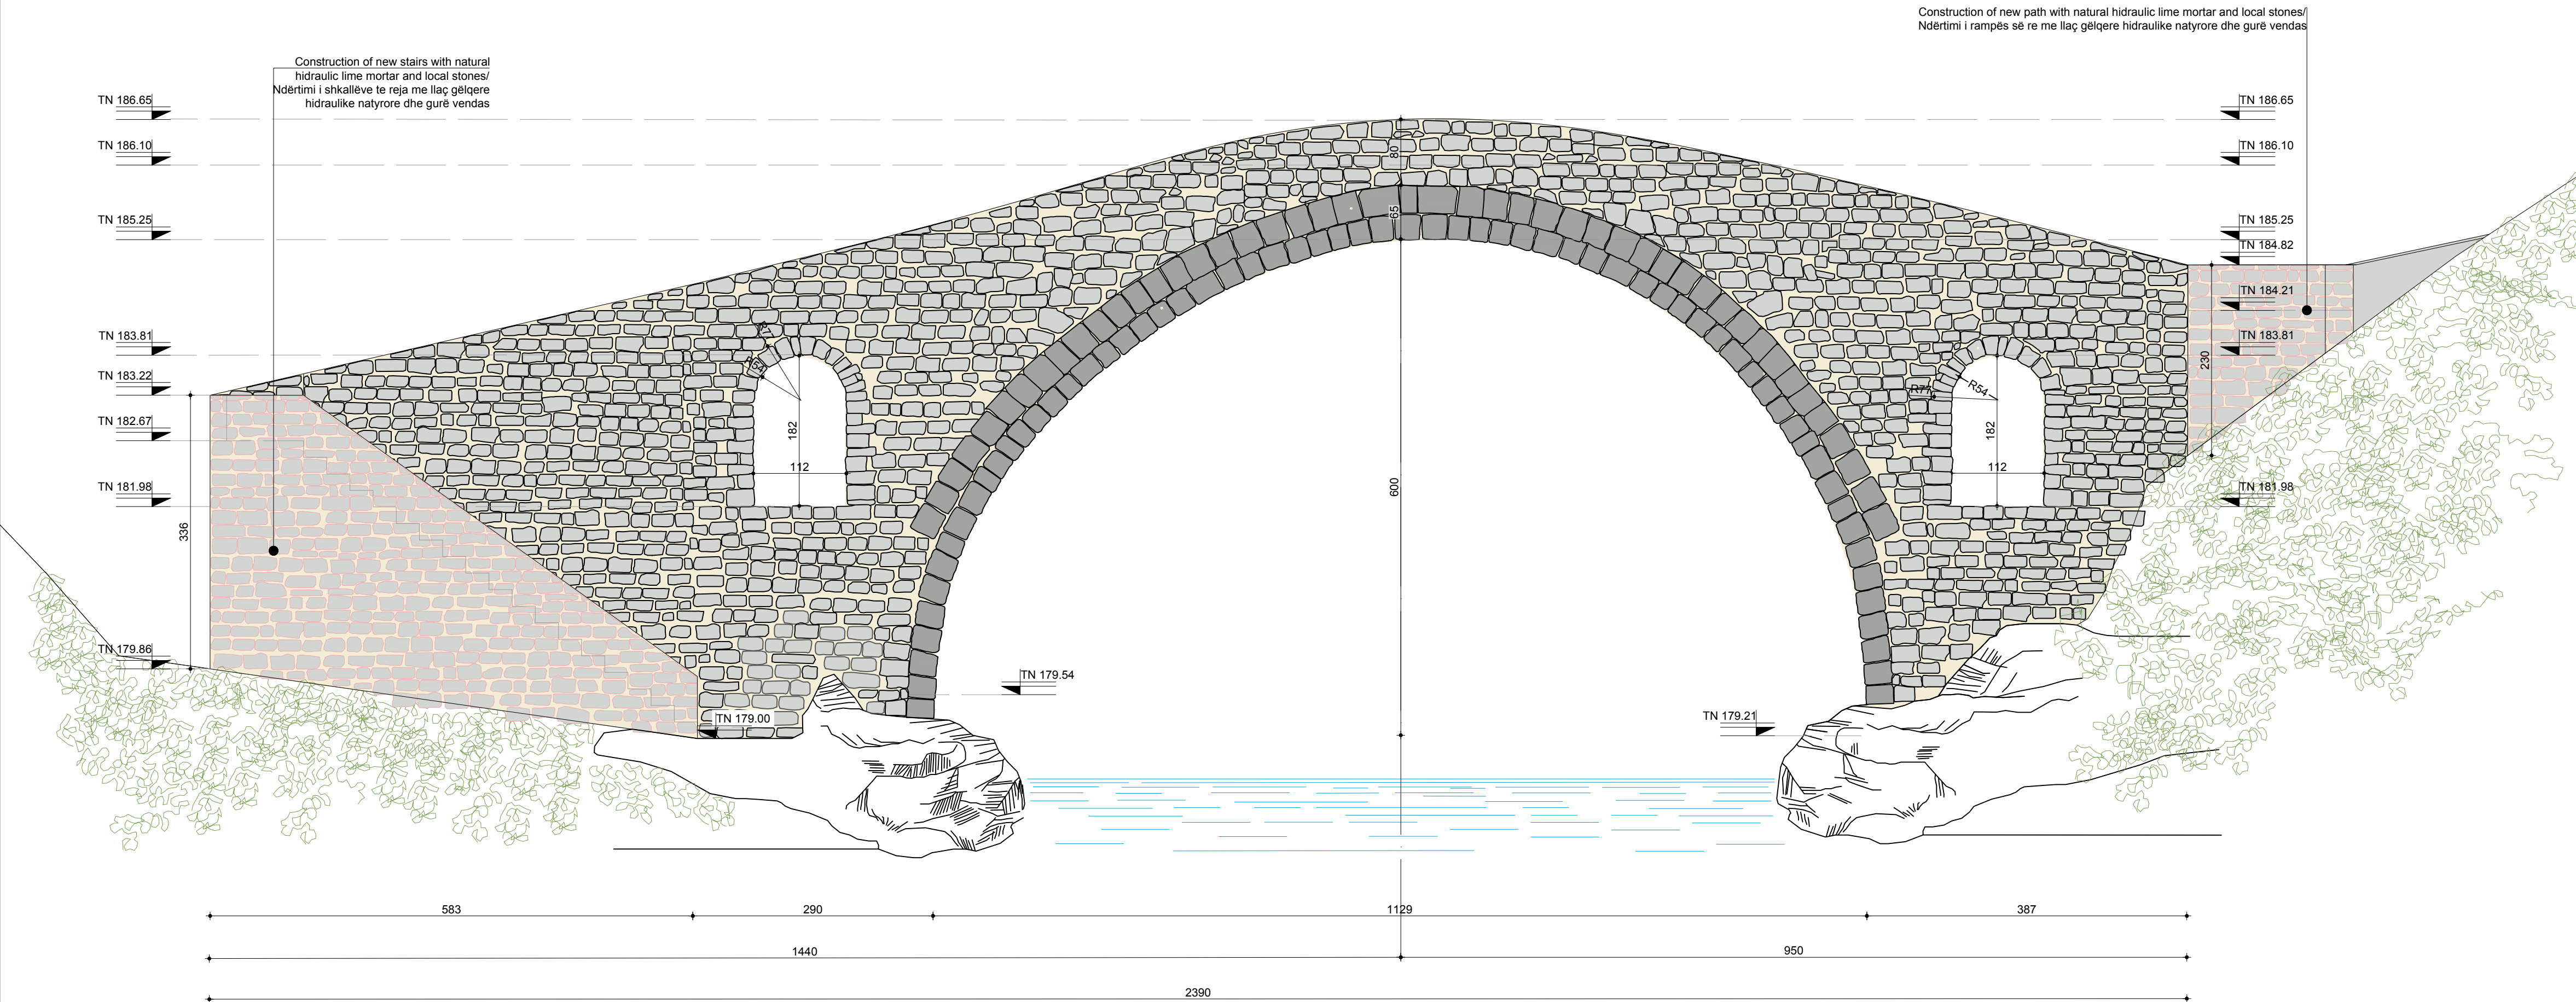 Construction of new path with natural hidraulic lime mortar and local stones/
Ndërtimi i rampës së re me llaç gëlqere hidraulike natyrore dhe gurë vendas
Construction of new stairs with natural
hidraulic lime mortar and local stones/
Ndërtimi i shkallëve te reja me llaç gëlqere
hidraulike natyrore dhe gurë vendas
TN 186.65
TN 186.10
TN 185.25
TN 183.81
TN 183.22
TN 182.67
TN 181.98
TN 179.86
336
TN 186.65
TN 186.10
TN 185.25
TN 184.82
TN 184.21
TN 183.81
TN 181.98
230
80
65
600
R77
R54
182
112
R77
R54
182
112
TN 179.54
TN 179.00
TN 179.21
583
290
1129
387
1440
950
2390